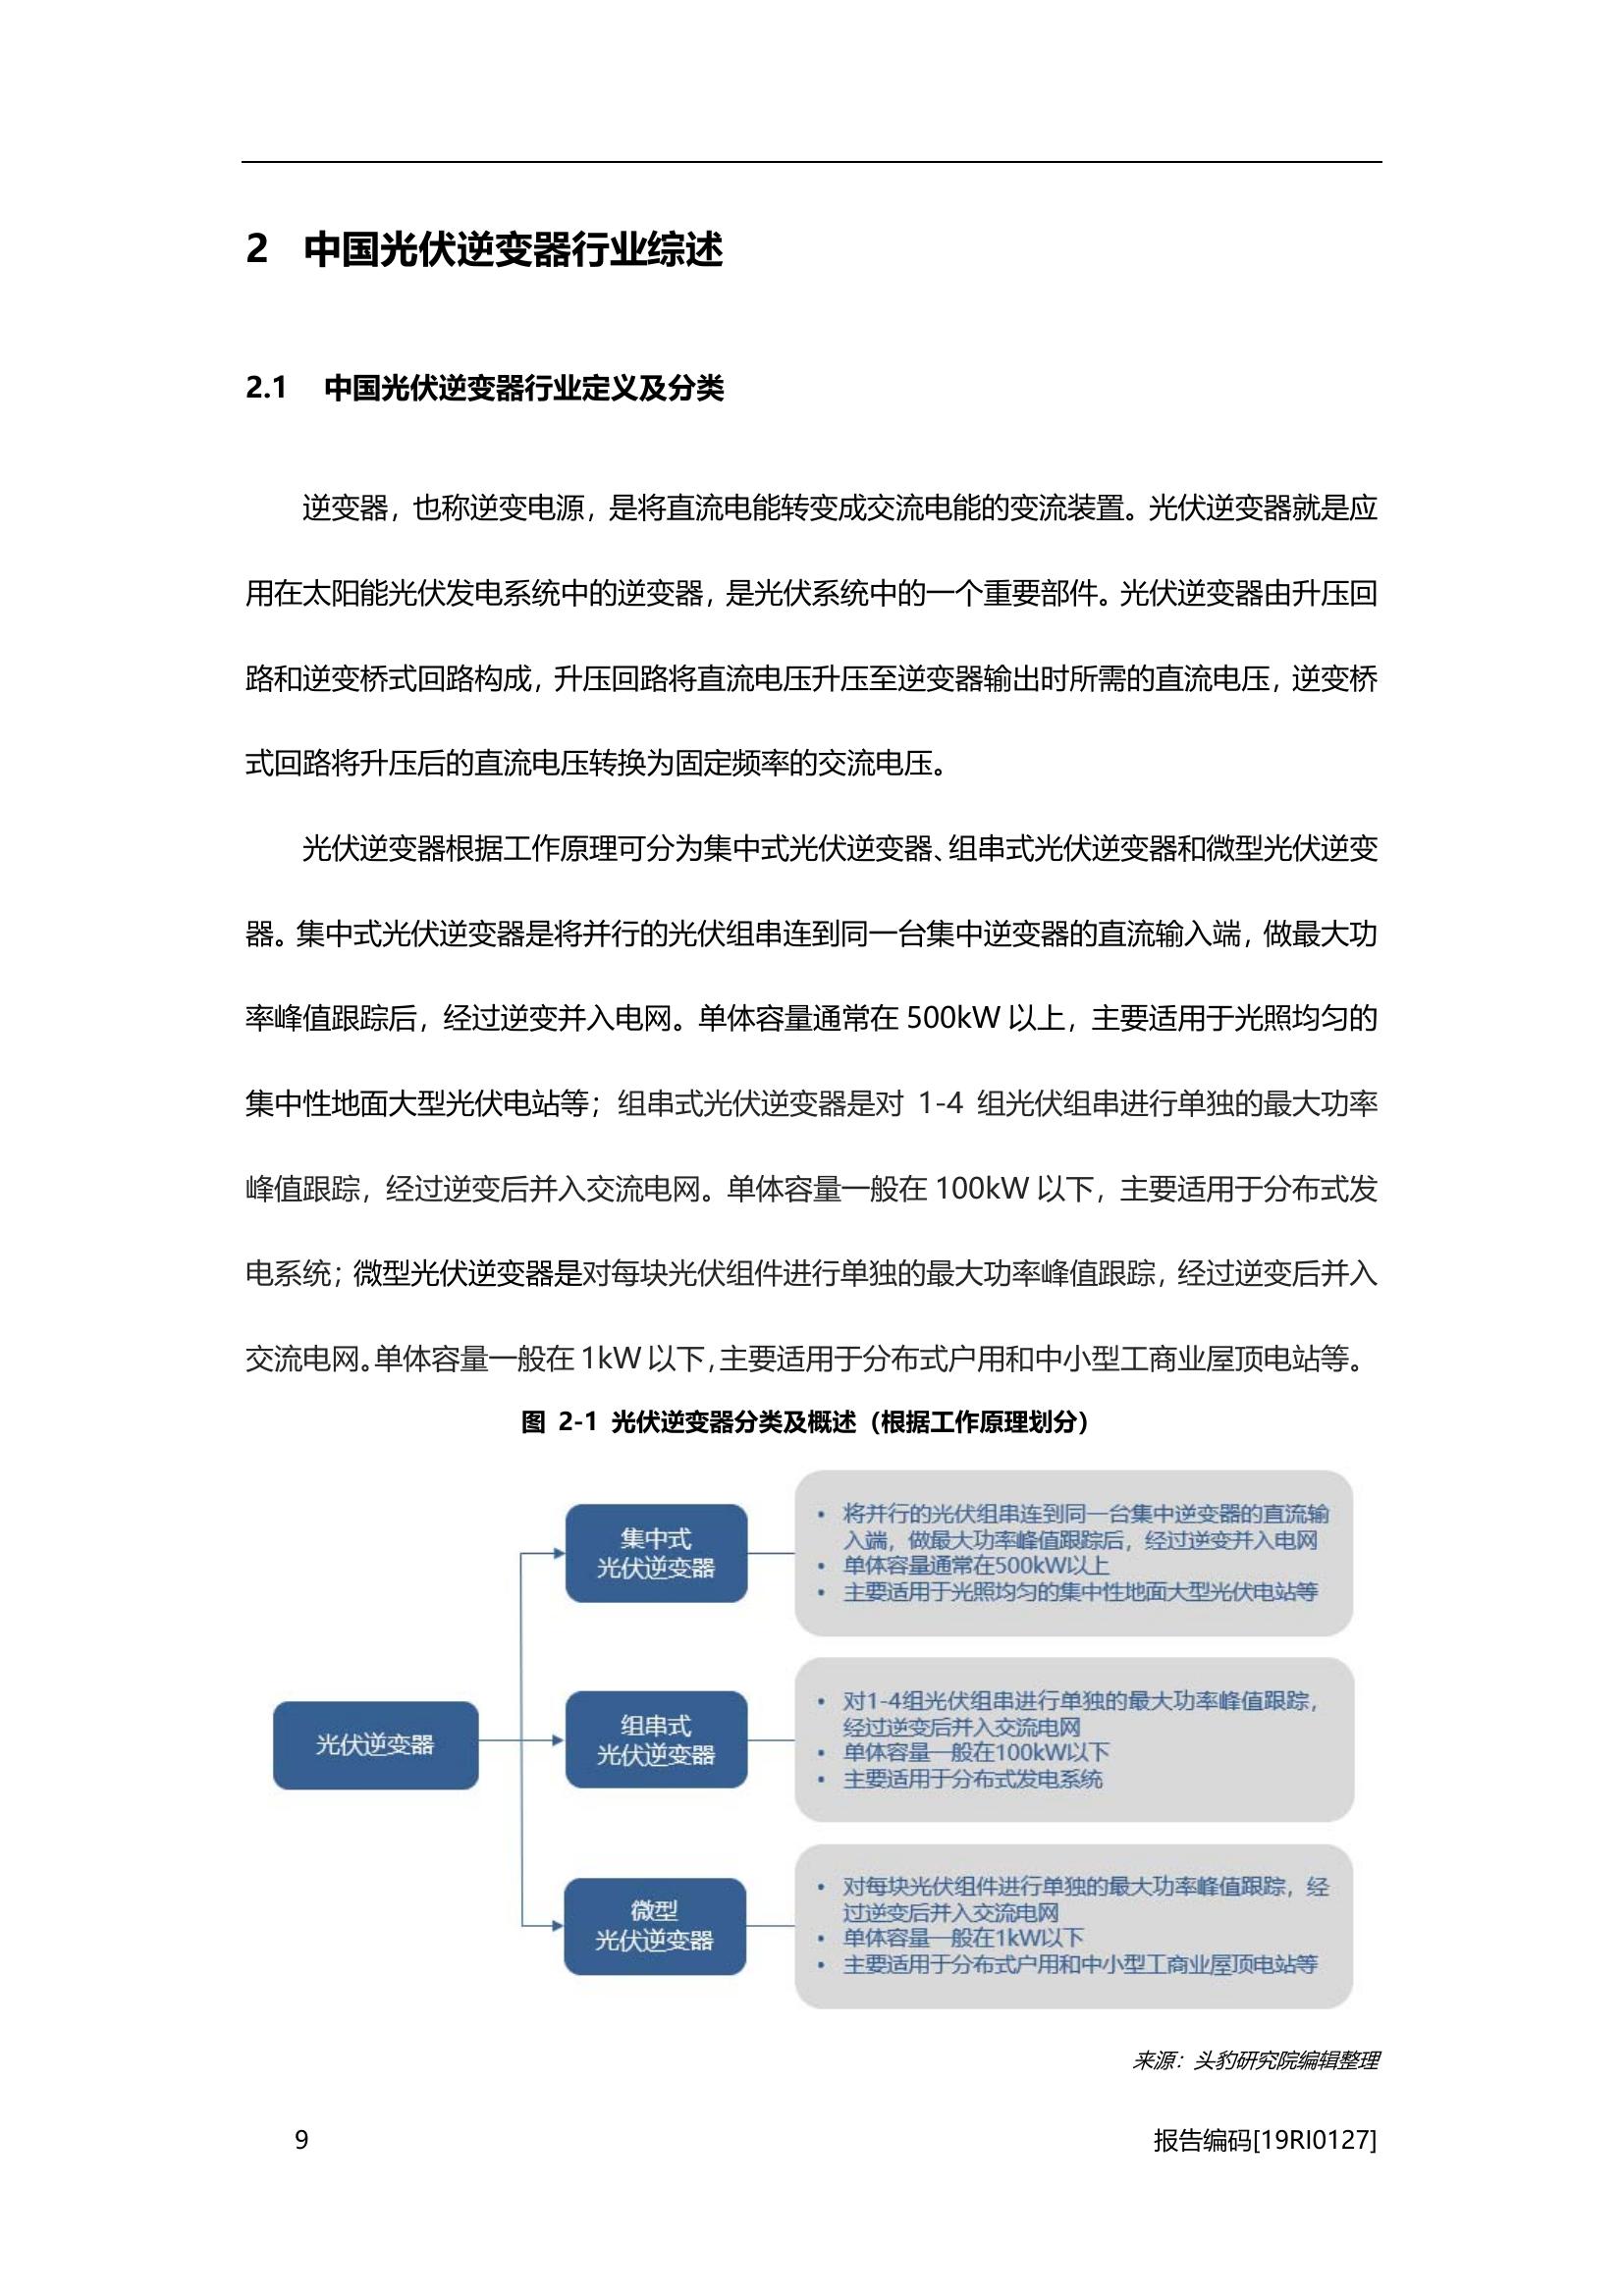 2 中国光伏逆变器行业综述
2.1 中国光伏逆变器行业定义及分类
逆变器，也称逆变电源，是将直流电能转变成交流电能的变流装置。光伏逆变器就是应
用在太阳能光伏发电系统中的逆变器，是光伏系统中的一个重要部件。光伏逆变器由升压回
路和逆变桥式回路构成，升压回路将直流电压升压至逆变器输出时所需的直流电压，逆变桥
式回路将升压后的直流电压转换为固定频率的交流电压。
光伏逆变器根据工作原理可分为集中式光伏逆变器、组串式光伏逆变器和微型光伏逆变
器。集中式光伏逆变器是将并行的光伏组串连到同一台集中逆变器的直流输入端，做最大功
率峰值跟踪后，经过逆变并入电网。单体容量通常在 500kW 以上，主要适用于光照均匀的
集中性地面大型光伏电站等；组串式光伏逆变器是对 1-4 组光伏组串进行单独的最大功率
峰值跟踪，经过逆变后并入交流电网。单体容量一般在 100kW 以下，主要适用于分布式发
电系统；微型光伏逆变器是对每块光伏组件进行单独的最大功率峰值跟踪，经过逆变后并入
交流电网。单体容量一般在 1kW 以下，主要适用于分布式户用和中小型工商业屋顶电站等。
图 2-1 光伏逆变器分类及概述（根据工作原理划分）
光伏逆变器
集中式
光伏逆变器
• 将并行的光伏组串连到同一台集中逆变器的直流输
入端，做最大功率峰值跟踪后，经过逆变并入电网
• 单体容量通常在500kW以上
• 主要适用于光照均匀的集中性地面大型光伏电站等
组串式
光伏逆变器
• 对1-4组光伏组串进行单独的最大功率峰值跟踪，
经过逆变后并入交流电网
• 单体容量一般在100kW以下
• 主要适用于分布式发电系统
微型
光伏逆变器
• 对每块光伏组件进行单独的最大功率峰值跟踪，经
过逆变后并入交流电网
• 单体容量一般在1kW以下
• 主要适用于分布式户用和中小型工商业屋顶电站等
来源：头豹研究院编辑整理
9
报告编码[19RI0127]